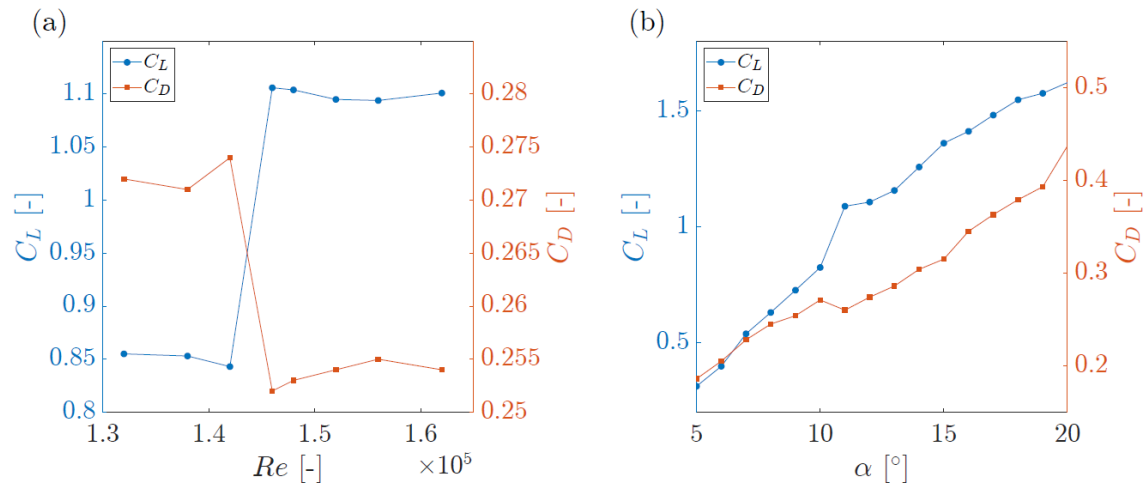 (a)
C_L
C_D
C_L [-]
1.1
1.05
1
0.95
0.9
0.85
0.8
0.28
0.275
0.27
0.265
0.26
0.255
0.25
C_D [-]
1.3
1.4
1.5
1.6
×10^5
Re [-]
(b)
C_L
C_D
C_L [-]
1.5
1
0.5
0.5
0.4
0.3
0.2
C_D [-]
5
10
15
20
α [°]